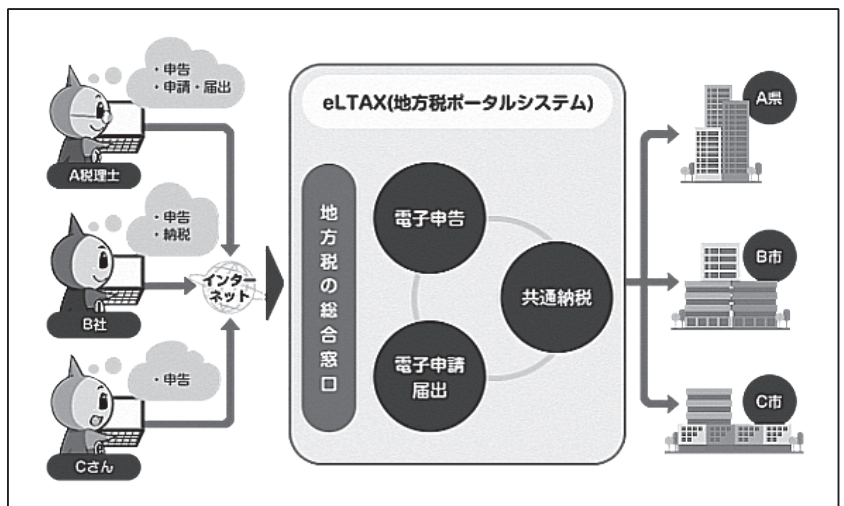 ・申告
・申請・届出
A税理士
・申告
・納税
B社
・申告
Cさん
インター
ネット
eLTAX(地方税ポータルシステム)
地方税の総合窓口
電子申告
共通納税
電子申請
届出
A県
B市
C市